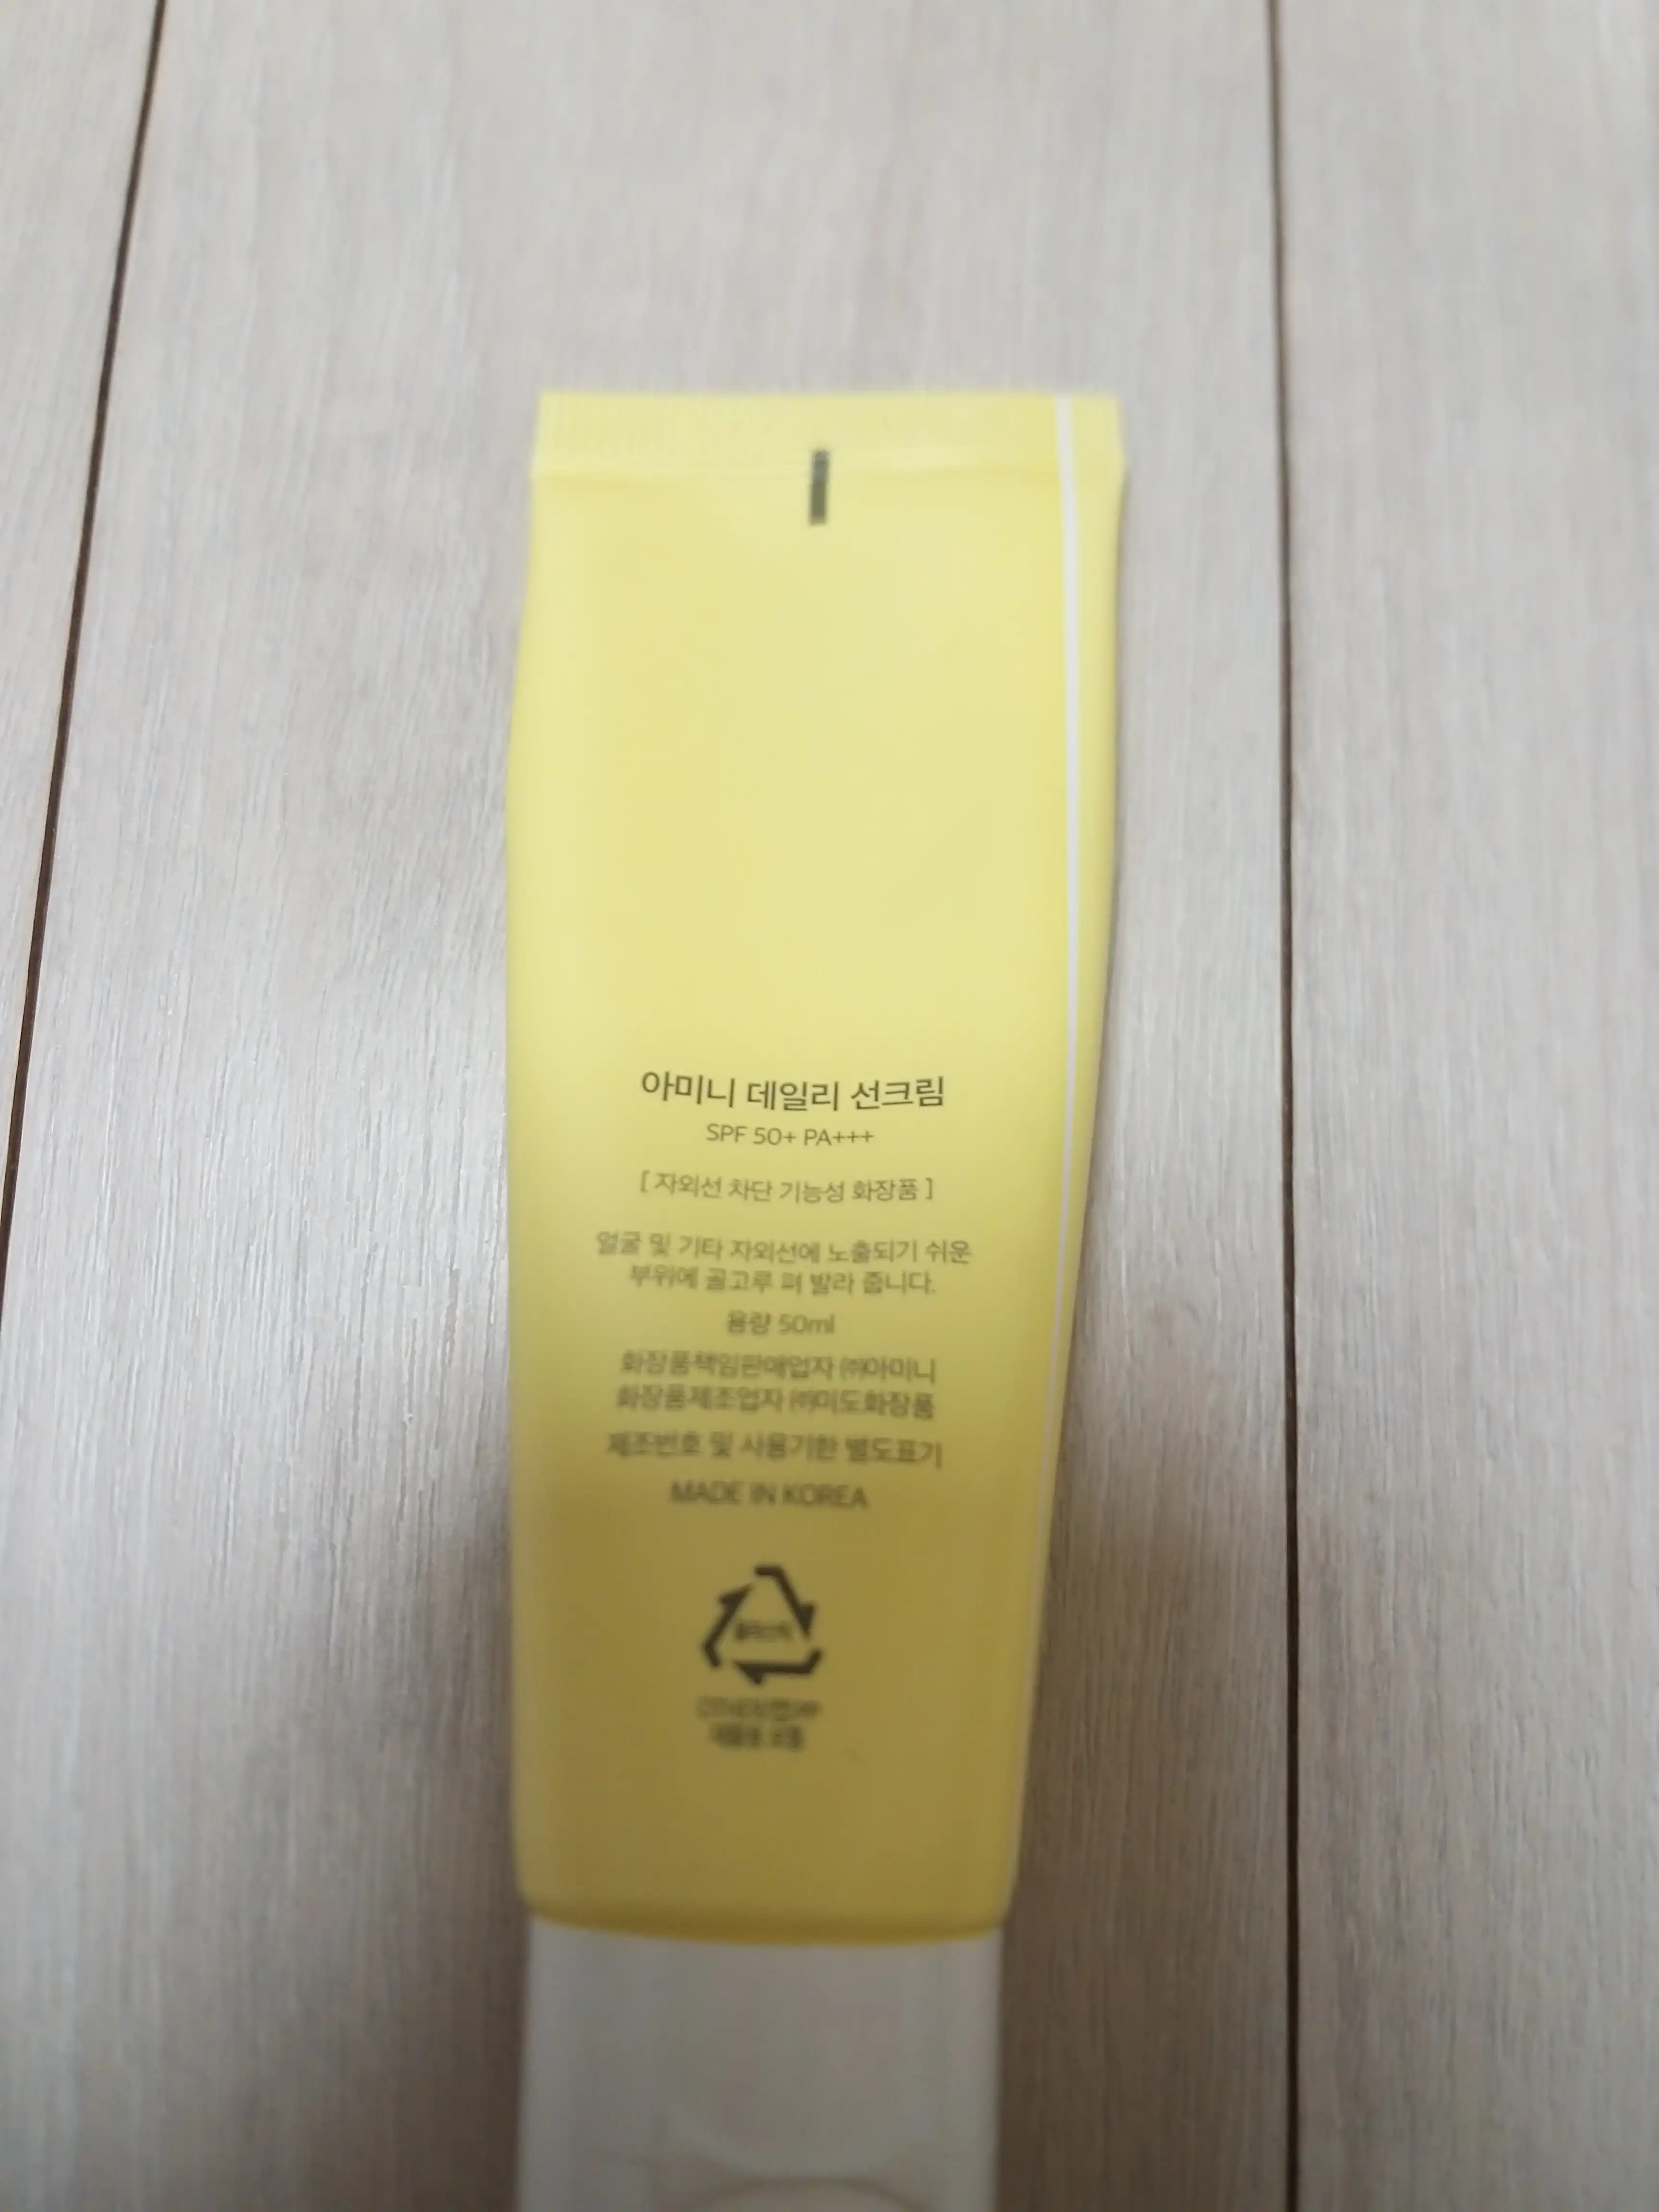 아미니 데일리 선크림
SPF 50+ PA+++
[ 자외선 차단 기능성 화장품 ]
얼굴 및 기타 자외선에 노출되기 쉬운
부위에 골고루 펴 발라 줍니다.
용량 50ml
화장품책임판매업자 ㈜아미니
화장품제조업자 ㈜미도화장품
제조번호 및 사용기한 별도표기
MADE IN KOREA